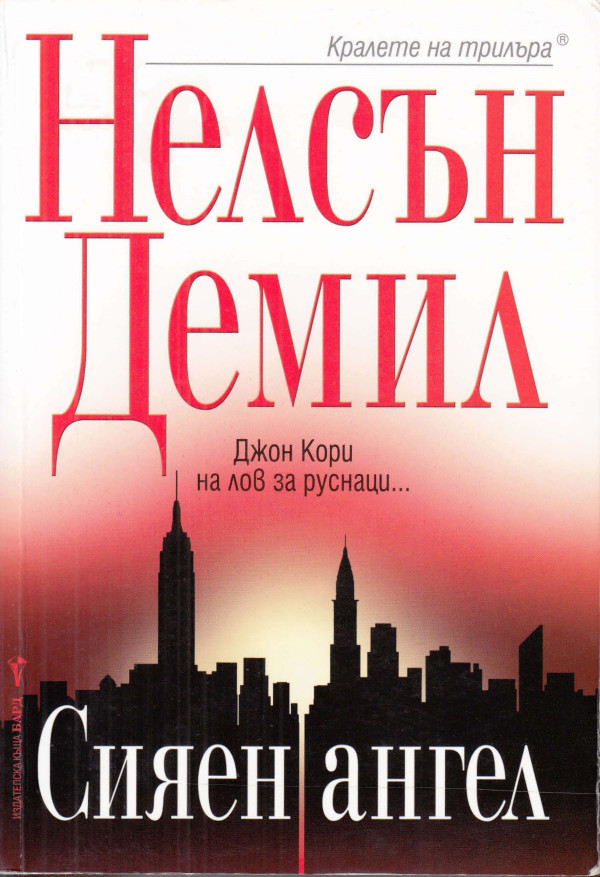 Кралете на трилъра®
Нелсън
Демил
Джон Кори
на лов за руснаци...
Сияен ангел
ИЗДАТЕЛСКА КЪЩА БАРД